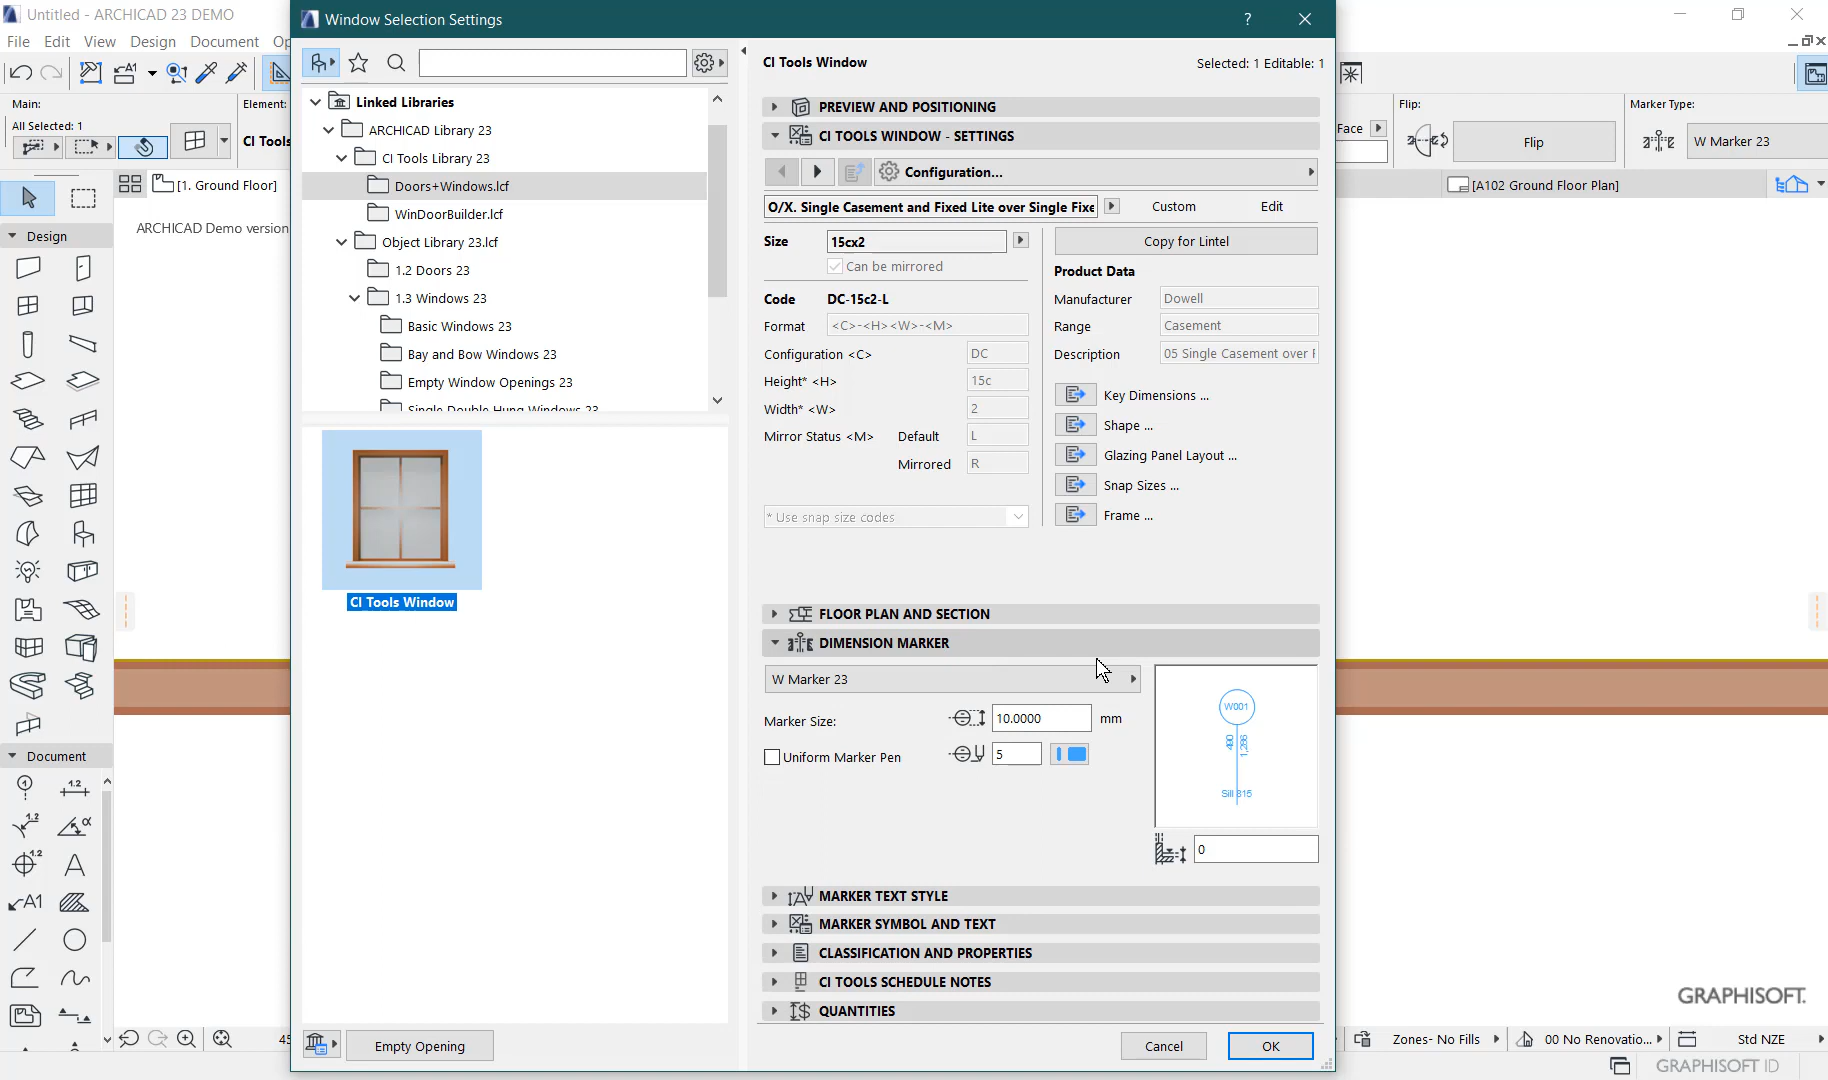 Untitled - ARCHICAD 23 DEMO
File Edit View Design Document Op
Main:
All Selected: 1
Element:
CI Tools
[1. Ground Floor]
ARCHICAD Demo version
Design
Document
Window Selection Settings
?
Linked Libraries
ARCHICAD Library 23
CI Tools Library 23
Doors+Windows.lcf
WinDoorBuilder.lcf
Object Library 23.lcf
1.2 Doors 23
1.3 Windows 23
Basic Windows 23
Bay and Bow Windows 23
Empty Window Openings 23
Single Double Hung Windows 23
CI Tools Window
Empty Opening
CI Tools Window
Selected: 1 Editable: 1
PREVIEW AND POSITIONING
CI TOOLS WINDOW - SETTINGS
Configuration...
O/X. Single Casement and Fixed Lite over Single Fixe
Custom
Edit
Size
15cx2
Can be mirrored
Copy for Lintel
Code
DC-15c2-L
Format
<C>-<H><W>-<M>
Configuration <C>
DC
Height* <H>
15c
Width* <W>
2
Mirror Status <M>
Default
L
Mirrored
R
* Use snap size codes
Product Data
Manufacturer
Dowell
Range
Casement
Description
05 Single Casement over F
Key Dimensions ...
Shape ...
Glazing Panel Layout ...
Snap Sizes ...
Frame ...
FLOOR PLAN AND SECTION
DIMENSION MARKER
W Marker 23
Marker Size:
10.0000
mm
Uniform Marker Pen
5
W001
490
1,286
Sill 815
0
MARKER TEXT STYLE
MARKER SYMBOL AND TEXT
CLASSIFICATION AND PROPERTIES
CI TOOLS SCHEDULE NOTES
QUANTITIES
Cancel
OK
Face
Flip:
Flip
Marker Type:
W Marker 23
[A102 Ground Floor Plan]
GRAPHISOFT.
45
Zones- No Fills
00 No Renovatio...
Std NZE
GRAPHISOFT ID